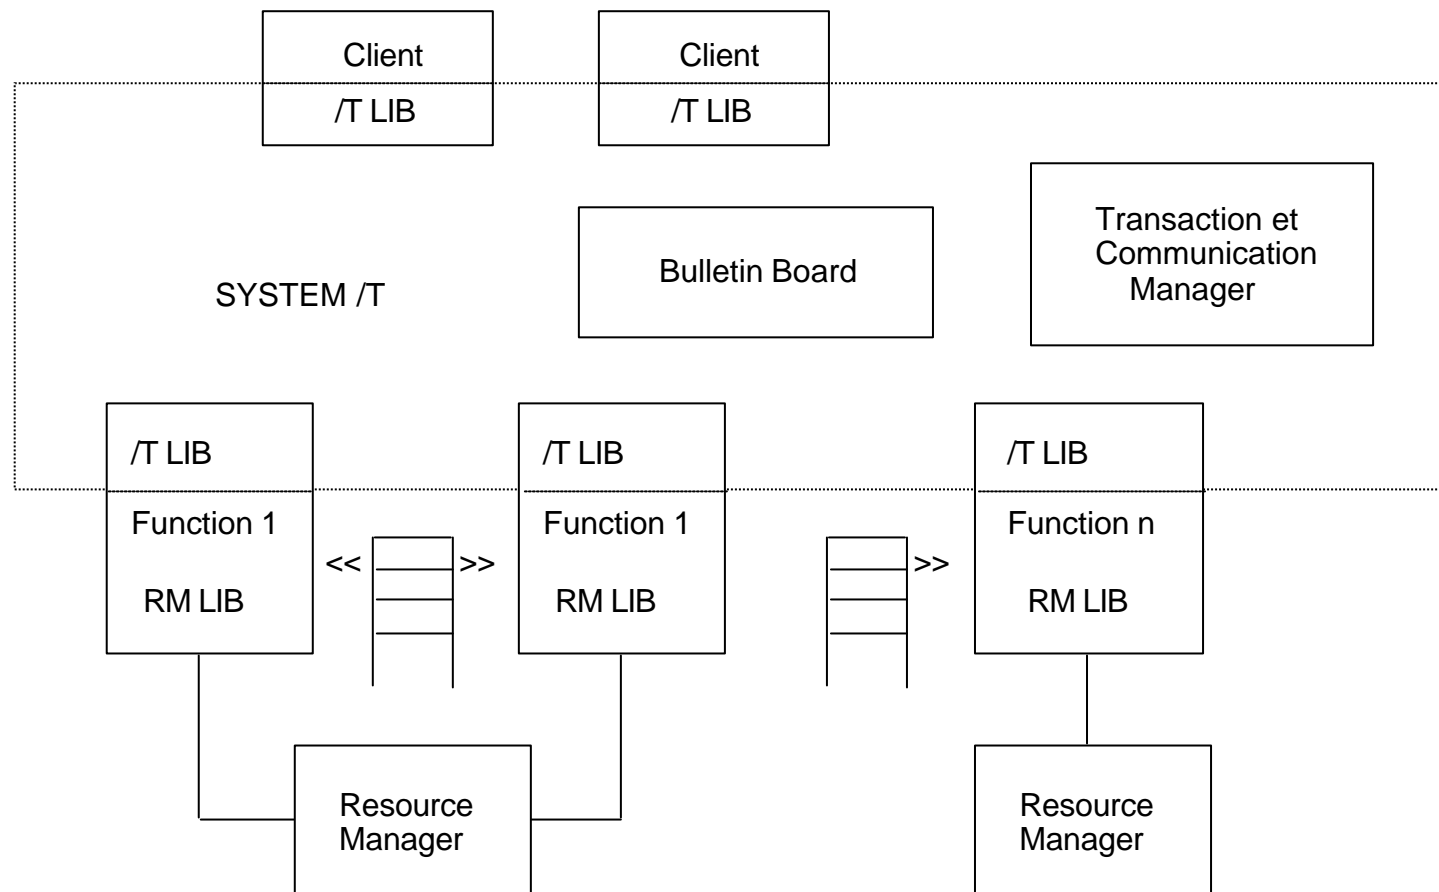 Client
Client
/T LIB
/T LIB
Transaction et
Communication
Manager
Bulletin Board
SYSTEM /T
/T LIB
/T LIB
/T LIB
Function 1
Function 1
Function n
<<
>>
>>
RM LIB
RM LIB
RM LIB
Resource
Manager
Resource
Manager